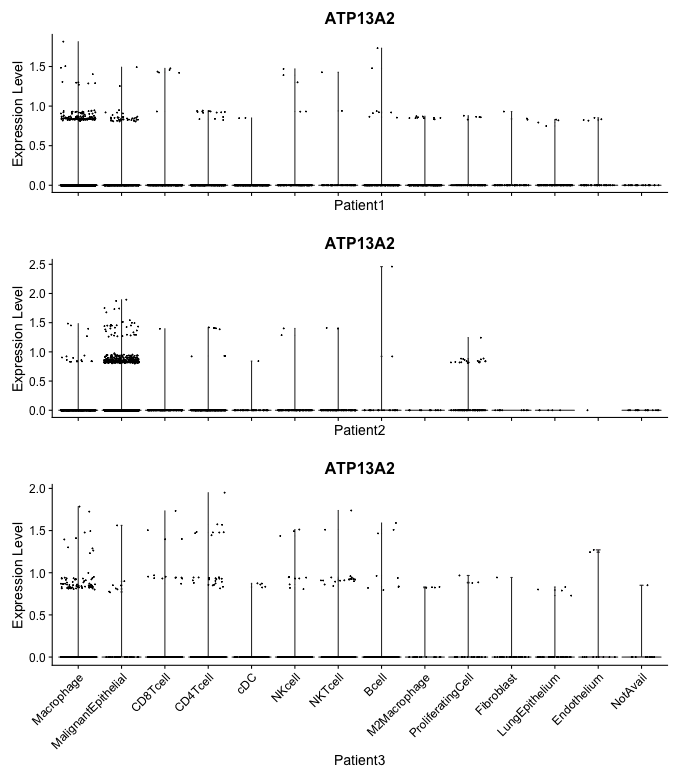 ATP13A2
Expression Level
1.5
1.0
0.5
0.0
Patient1
ATP13A2
Expression Level
2.5
2.0
1.5
1.0
0.5
0.0
Patient2
ATP13A2
Expression Level
2.0
1.5
1.0
0.5
0.0
Macrophage
MalignantEpithelial
CD8Tcell
CD4Tcell
cDC
NKcell
NKTcell
Bcell
M2Macrophage
ProliferatingCell
Fibroblast
LungEpithelium
Endothelium
NotAvail
Patient3